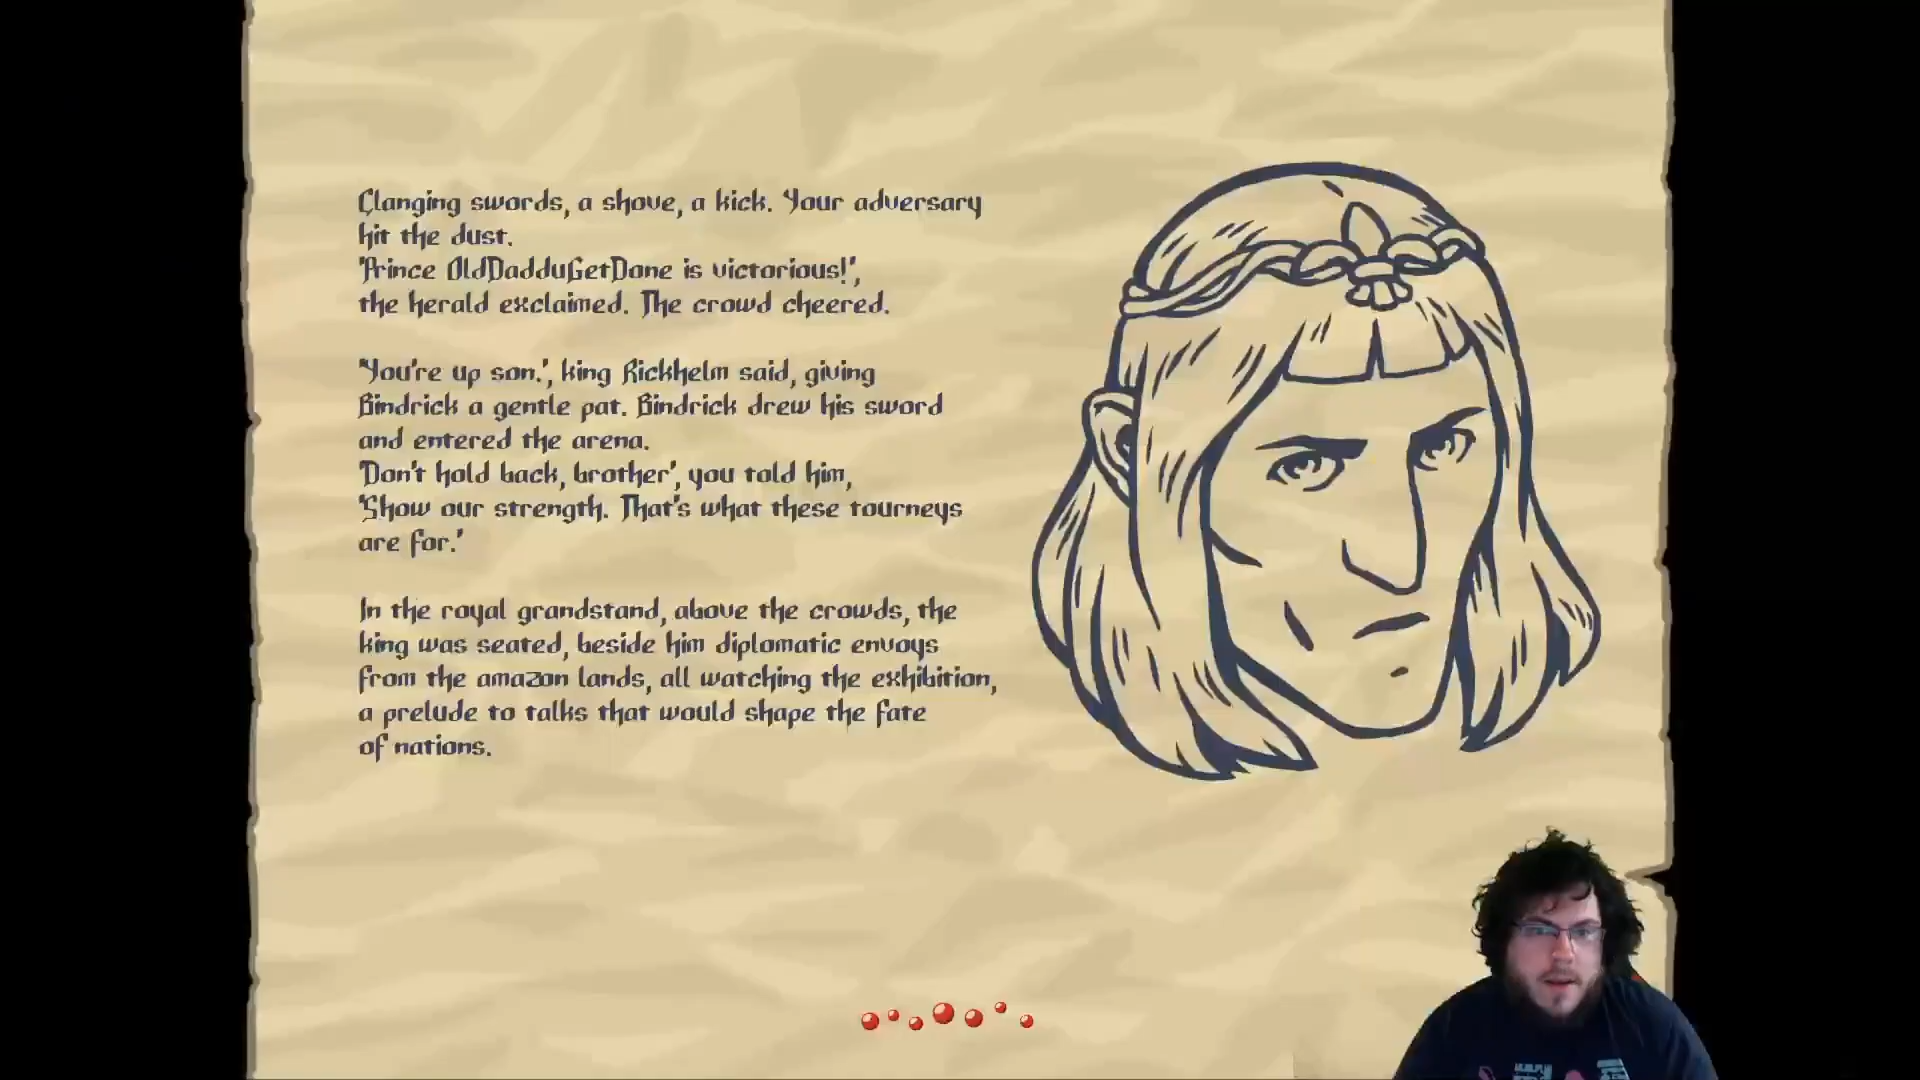 Clanging swords, a shove, a kick. Your adversary
hit the dust.
'Prince OldDadduGetDone is victorious!',
the herald exclaimed. The crowd cheered.
'You're up son.', king Rickhelm said, giving
Bindrick a gentle pat. Bindrick drew his sword
and entered the arena.
'Don't hold back, brother', you told him,
'Show our strength. That's what these tourneys
are for.'
In the royal grandstand, above the crowds, the
king was seated, beside him diplomatic envoys
from the amazon lands, all watching the exhibition,
a prelude to talks that would shape the fate
of nations.